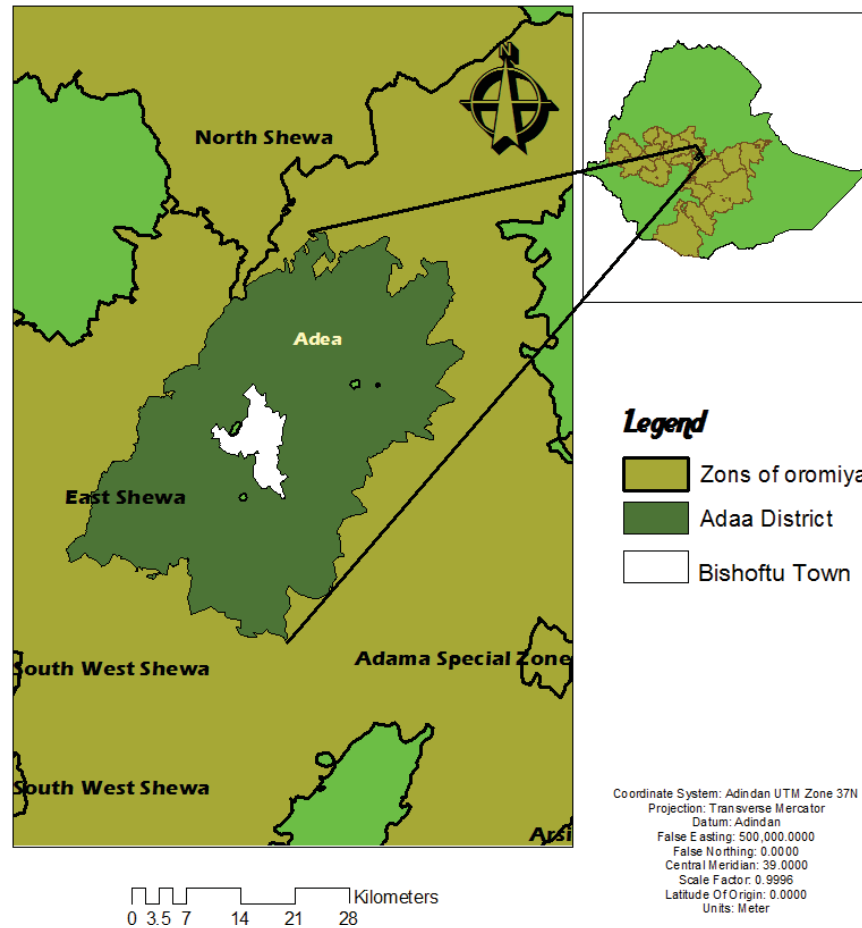 N
North Shewa
Adea
East Shewa
South West Shewa
Adama Special Zone
South West Shewa
Arsi
Legend
Zons of oromiya
Adaa District
Bishoftu Town
Coordinate System: Adindan UTM Zone 37N
Projection: Transverse Mercator
Datum: Adindan
False Easting: 500,000.0000
False Northing: 0.0000
Central Meridian: 39.0000
Scale Factor: 0.9996
Latitude Of Origin: 0.0000
Units: Meter
Kilometers
0 3.5 7 14 21 28